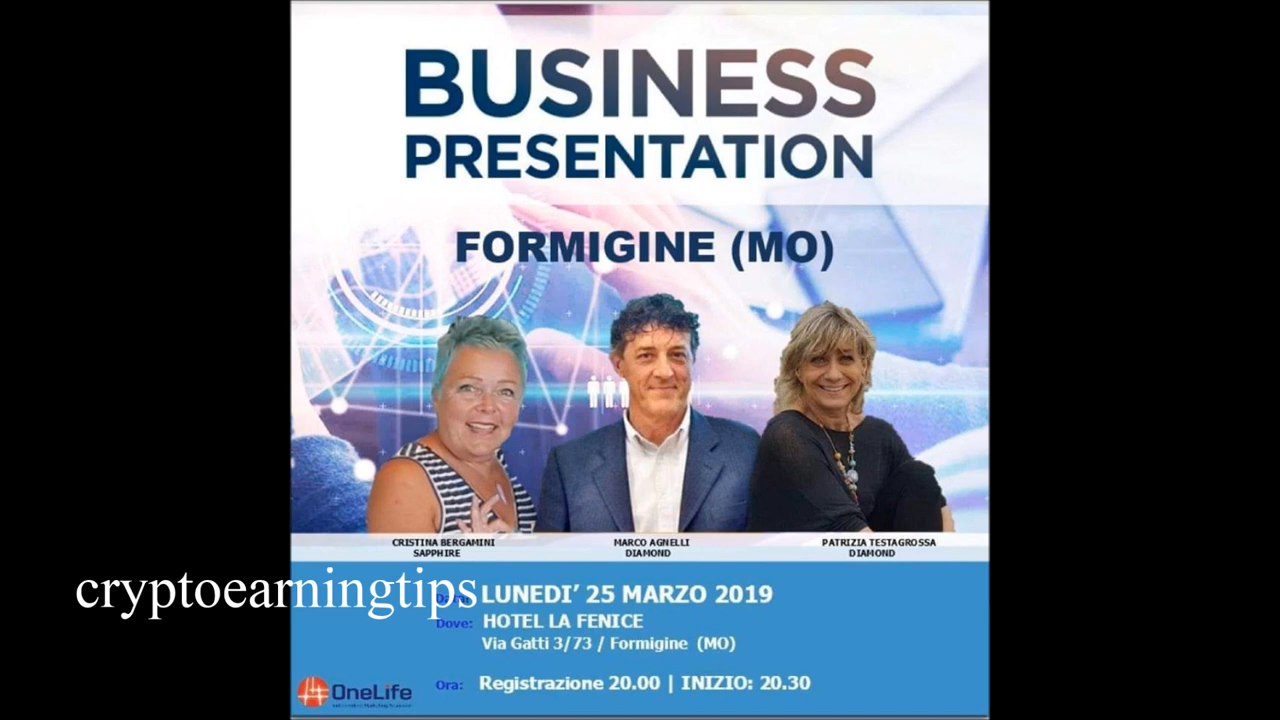 BUSINESS
PRESENTATION
FORMIGINE (MO)
CRISTINA BERGAMINI
SAPPHIRE
MARCO AGNELLI
DIAMOND
PATRIZIA TESTAGROSSA
DIAMOND
cryptoearningtips
LUNEDI’ 25 MARZO 2019
Dove: HOTEL LA FENICE
Via Gatti 3/73 / Formigine (MO)
Ora: Registrazione 20.00 | INIZIO: 20.30
OneLife